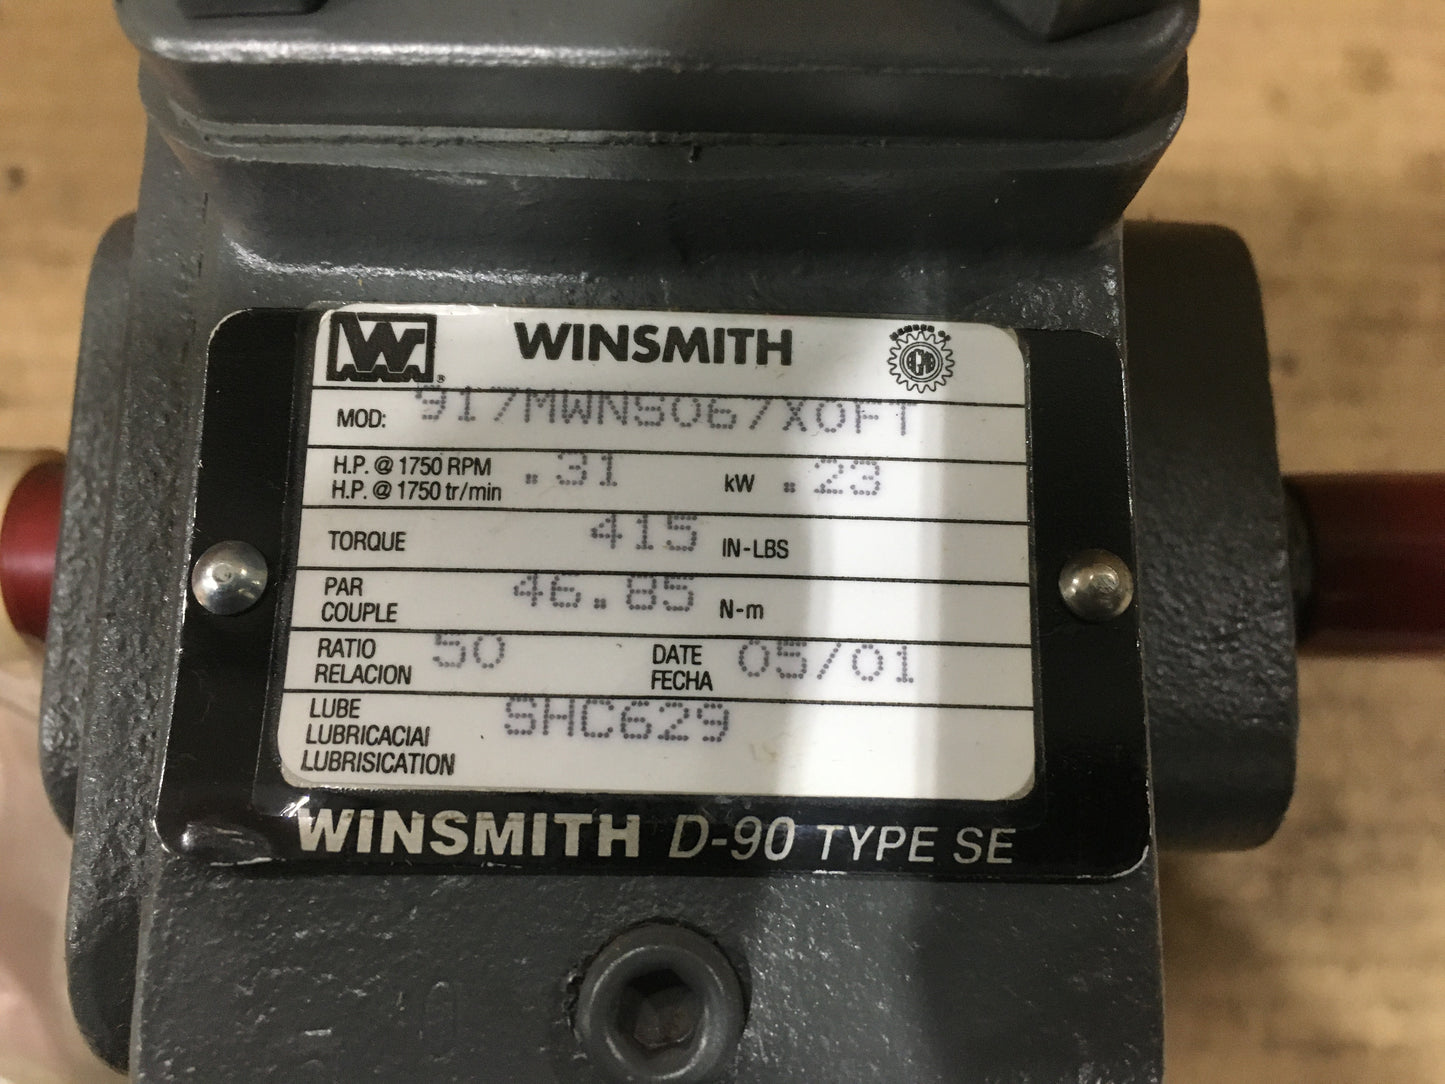 WINSMITH
MOD: 917MWNS067X0FT
H.P. @ 1750 RPM
H.P. @ 1750 tr/min .31 kW .23
TORQUE 415 IN-LBS
PAR
COUPLE 46.85 N-m
RATIO
RELACION 50 DATE
FECHA 05/01
LUBE
LUBRICACIAI
LUBRISICATION SHC629
WINSMITH D-90 TYPE SE